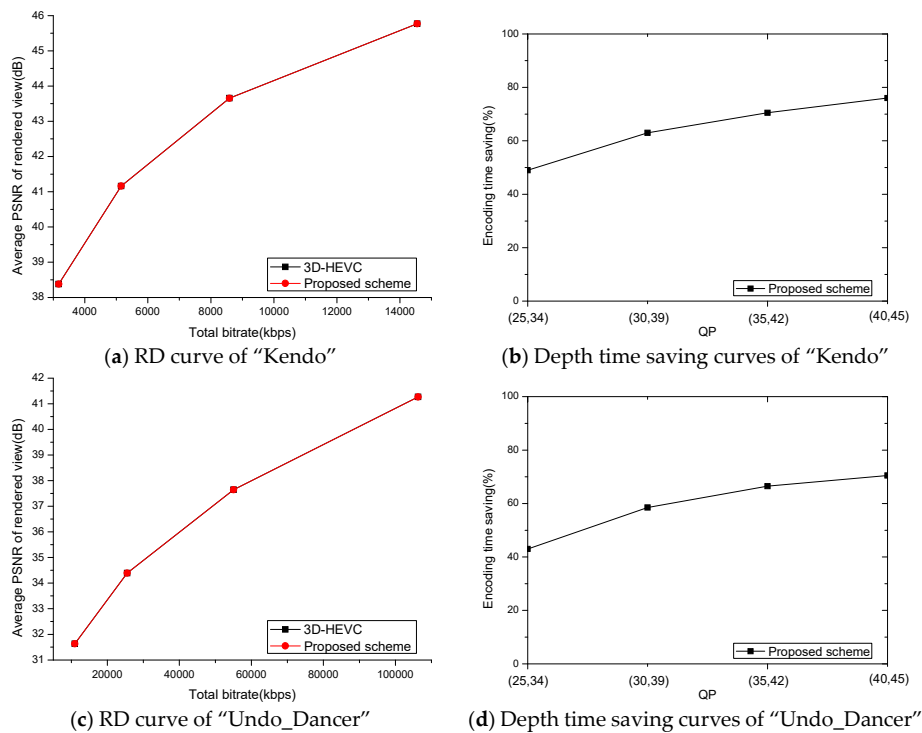 46
45
44
43
42
41
40
39
38
Average PSNR of rendered view(dB)
3D-HEVC
Proposed scheme
4000 6000 8000 10000 12000 14000
Total bitrate(kbps)
(a) RD curve of “Kendo”
100
80
60
40
20
0
Encoding time saving(%)
Proposed scheme
(25,34) (30,39) (35,42) (40,45)
QP
(b) Depth time saving curves of “Kendo”
42
41
40
39
38
37
36
35
34
33
32
31
Average PSNR of rendered view(dB)
3D-HEVC
Proposed scheme
20000 40000 60000 80000 100000
Total bitrate(kbps)
(c) RD curve of “Undo_Dancer”
100
80
60
40
20
0
Encoding time saving(%)
Proposed scheme
(25,34) (30,39) (35,42) (40,45)
QP
(d) Depth time saving curves of “Undo_Dancer”